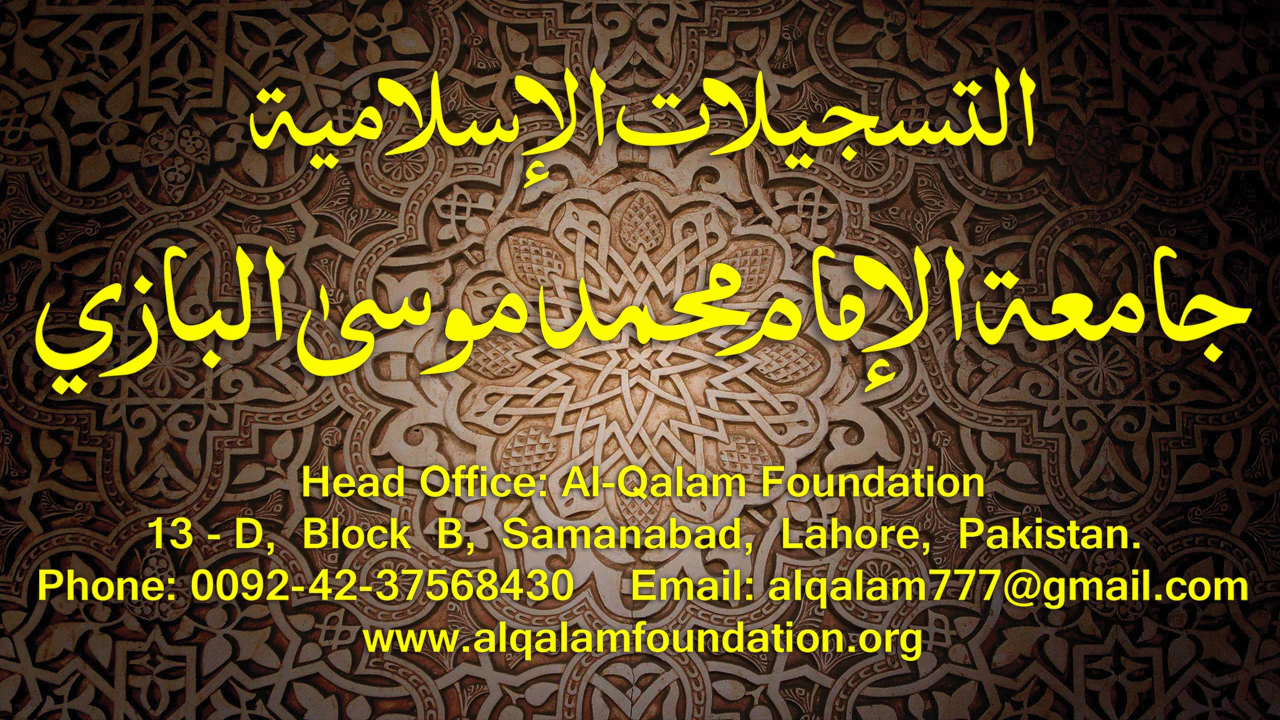 التسجيلات الإسلامية
جامعة الإمام محمد موسى البازي
Head Office: Al-Qalam Foundation
13 - D, Block B, Samanabad, Lahore, Pakistan.
Phone: 0092-42-37568430 Email: alqalam777@gmail.com
www.alqalamfoundation.org